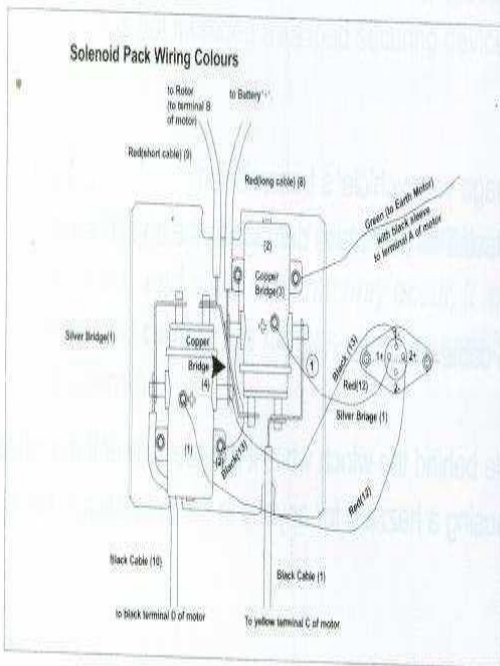 Solenoid Pack Wiring Colours
to Rotor
(to terminal B
of motor)
to Battery
Red(short cable) (9)
Red(long cable) (8)
Green (to Earth Motor)
with black sleeve
to terminal A of motor
(2)
Copper
Bridge(3)
Silver Bridge(1)
Copper
Bridge
(4)
1
Black (13)
Red(12)
1+
2+
Silver Briage (1)
(1)
(2)
Black(13)
Red(12)
Black Cable (10)
Black Cable (1)
to black terminal D of motor
To yellow terminal C of motor